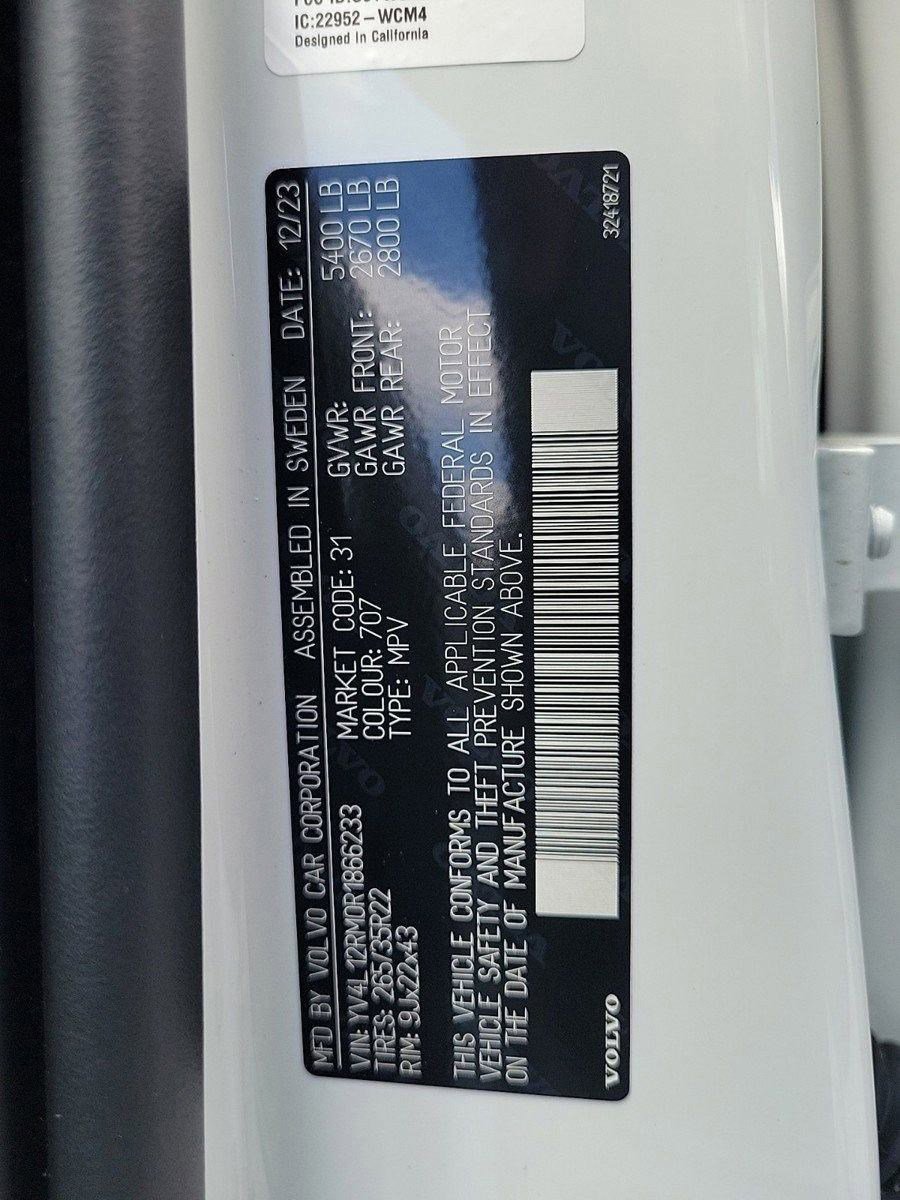 IC:22952-WCM4
Designed in California
MFD BY VOLVO CAR CORPORATION ASSEMBLED IN SWEDEN DATE: 12/23
VIN: YV4L12RM0R1866233 MARKET CODE: 31 GVWR: 5400 LB
TIRES: 265/35R22 COLOUR: 707 GAWR FRONT: 2670 LB
RIM: 9Jx22x43 TYPE: MPV GAWR REAR: 2800 LB
THIS VEHICLE CONFORMS TO ALL APPLICABLE FEDERAL MOTOR
VEHICLE SAFETY AND THEFT PREVENTION STANDARDS IN EFFECT
ON THE DATE OF MANUFACTURE SHOWN ABOVE.
VOLVO 32418721